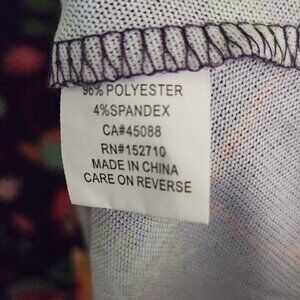 96% POLYESTER
4%SPANDEX
CA#45088
RN#152710
MADE IN CHINA
CARE ON REVERSE